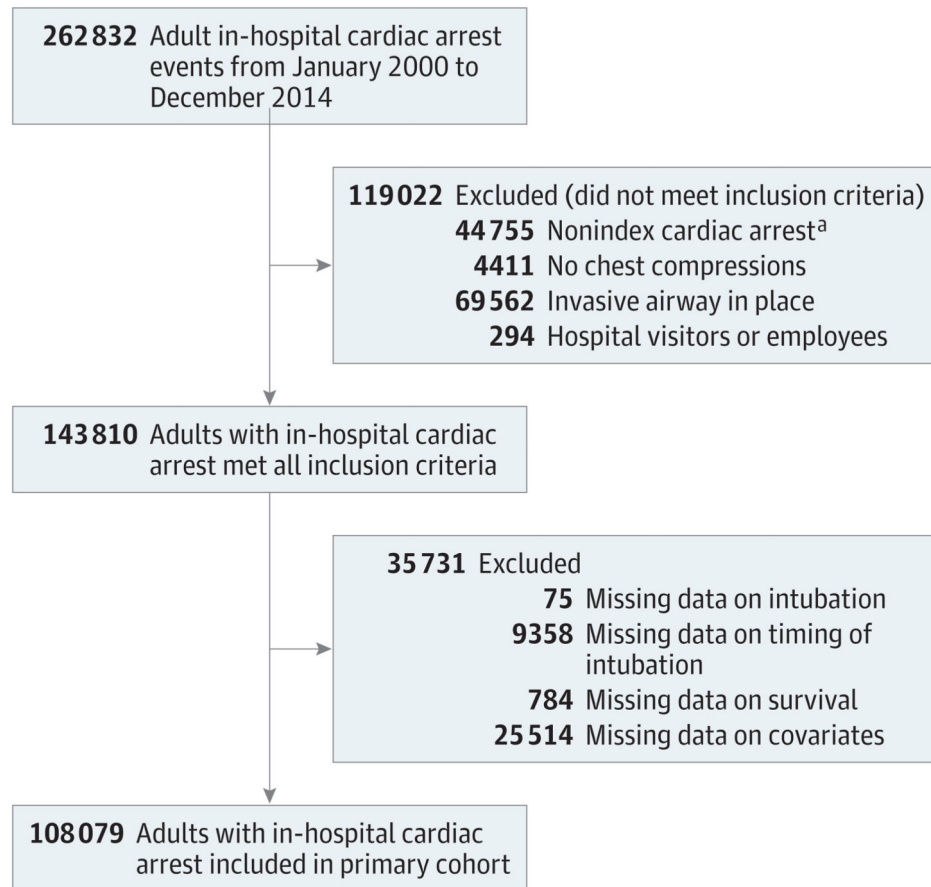 262832 Adult in-hospital cardiac arrest
events from January 2000 to
December 2014
119022 Excluded (did not meet inclusion criteria)
44755 Nonindex cardiac arrestᵃ
4411 No chest compressions
69562 Invasive airway in place
294 Hospital visitors or employees
143810 Adults with in-hospital cardiac
arrest met all inclusion criteria
35731 Excluded
75 Missing data on intubation
9358 Missing data on timing of
intubation
784 Missing data on survival
25514 Missing data on covariates
108079 Adults with in-hospital cardiac
arrest included in primary cohort